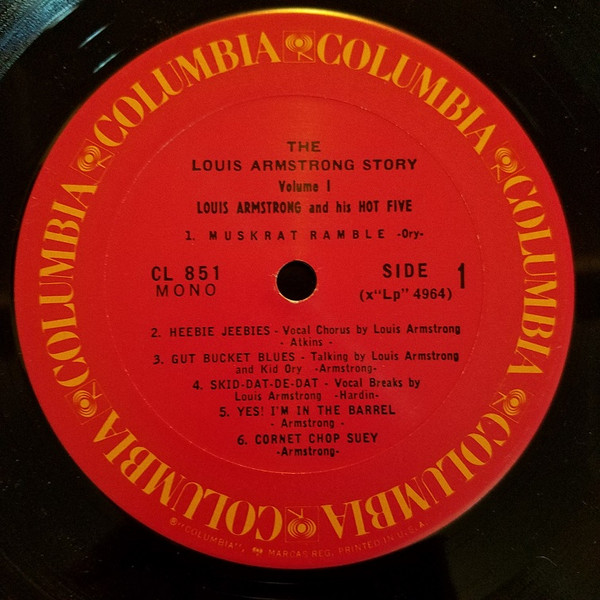 COLUMBIA COLUMBIA COLUMBIA COLUMBIA COLUMBIA COLUMBIA
THE
LOUIS ARMSTRONG STORY
Volume 1
LOUIS ARMSTRONG and his HOT FIVE
1. MUSKRAT RAMBLE -Ory-
CL 851
MONO
SIDE 1
(x"Lp" 4964)
2. HEEBIE JEEBIES - Vocal Chorus by Louis Armstrong
- Atkins -
3. GUT BUCKET BLUES - Talking by Louis Armstrong
and Kid Ory -Armstrong-
4. SKID-DAT-DE-DAT - Vocal Breaks by
Louis Armstrong -Hardin-
5. YES! I'M IN THE BARREL
- Armstrong -
6. CORNET CHOP SUEY
-Armstrong-
®"COLUMBIA", MARCAS REG. PRINTED IN U.S.A